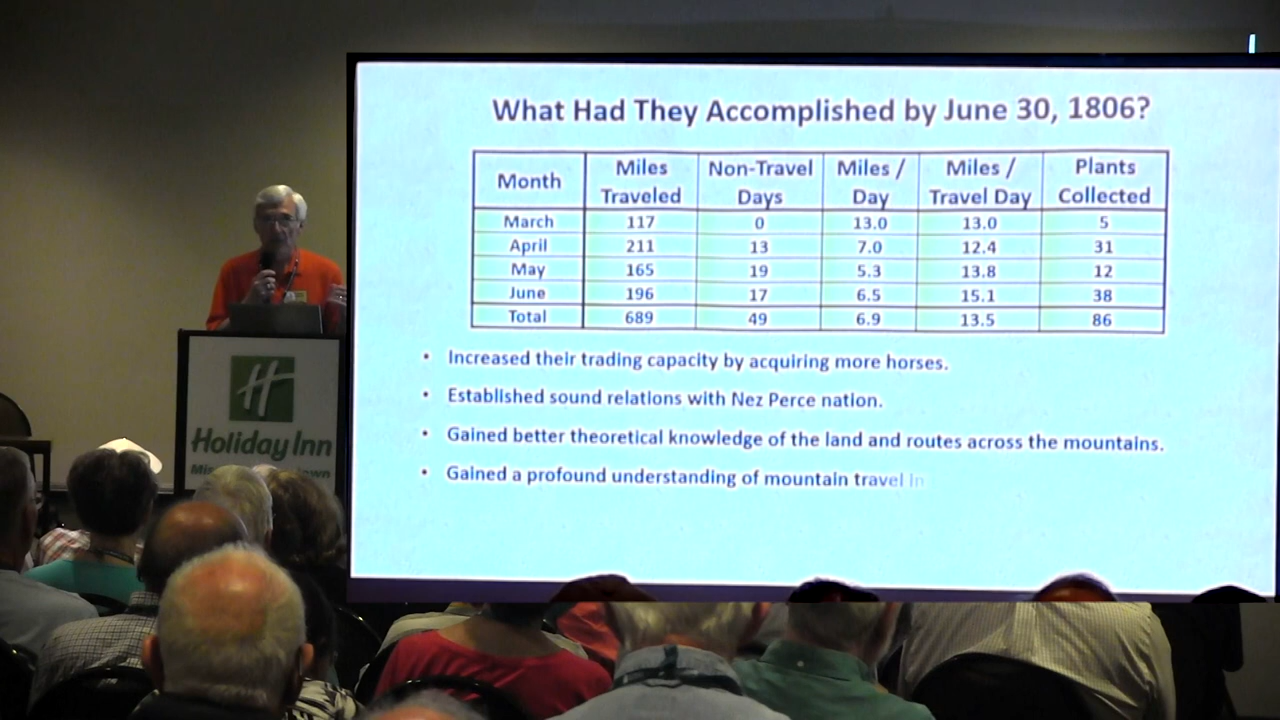 What Had They Accomplished by June 30, 1806?
Month Miles Traveled Non-Travel Days Miles / Day Miles / Travel Day Plants Collected
March 117 0 13.0 13.0 5
April 211 13 7.0 12.4 31
May 165 19 5.3 13.8 12
June 196 17 6.5 15.1 38
Total 689 49 6.9 13.5 86
• Increased their trading capacity by acquiring more horses.
• Established sound relations with Nez Perce nation.
• Gained better theoretical knowledge of the land and routes across the mountains.
• Gained a profound understanding of mountain travel in
H
Holiday Inn